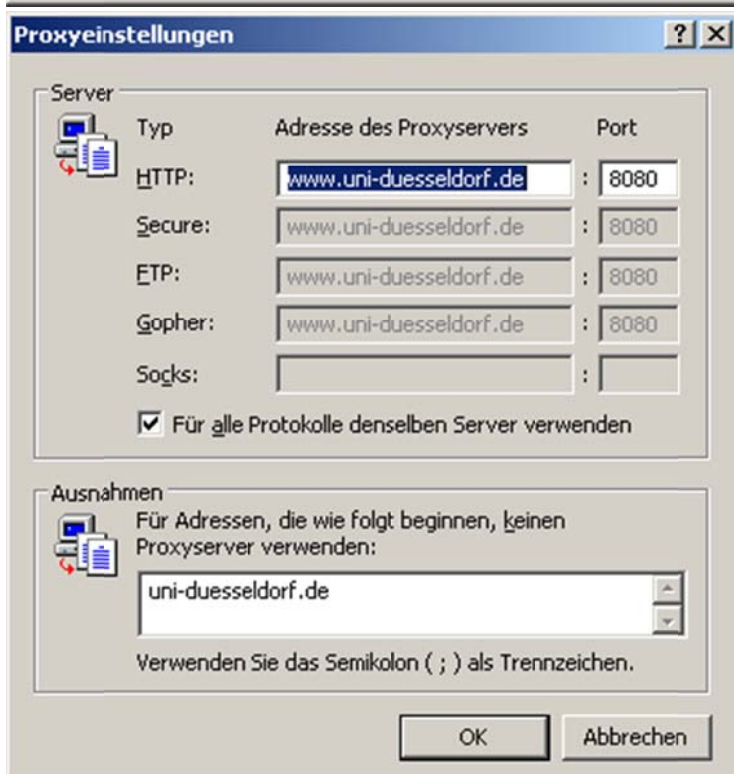 Proxyeinstellungen
Server
Typ Adresse des Proxyservers Port
HTTP: www.uni-duesseldorf.de : 8080
Secure: www.uni-duesseldorf.de : 8080
FTP: www.uni-duesseldorf.de : 8080
Gopher: www.uni-duesseldorf.de : 8080
Socks: :
Für alle Protokolle denselben Server verwenden
Ausnahmen
Für Adressen, die wie folgt beginnen, keinen
Proxyserver verwenden:
uni-duesseldorf.de
Verwenden Sie das Semikolon ( ; ) als Trennzeichen.
OK Abbrechen